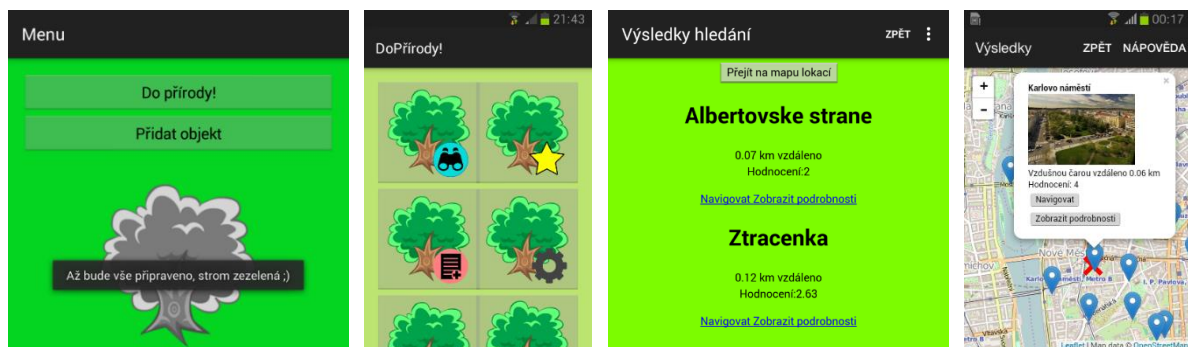 Menu
Do přírody!
Přidat objekt
Až bude vše připraveno, strom zezelená ;)
21:43
DoPřírody!
Výsledky hledání
ZPĚT
Přejít na mapu lokací
Albertovske strane
0.07 km vzdáleno
Hodnocení:2
Navigovat Zobrazit podrobnosti
Ztracenka
0.12 km vzdáleno
Hodnocení:2.63
Navigovat Zobrazit podrobnosti
00:17
Výsledky
ZPĚT NÁPOVĚDA
+
-
×
Karlovo náměstí
Vzdušnou čarou vzdáleno 0.06 km
Hodnocení: 4
Navigovat
Zobrazit podrobnosti
Nové
I. P. Pavlova
Leaflet | Map data © OpenStreetMap